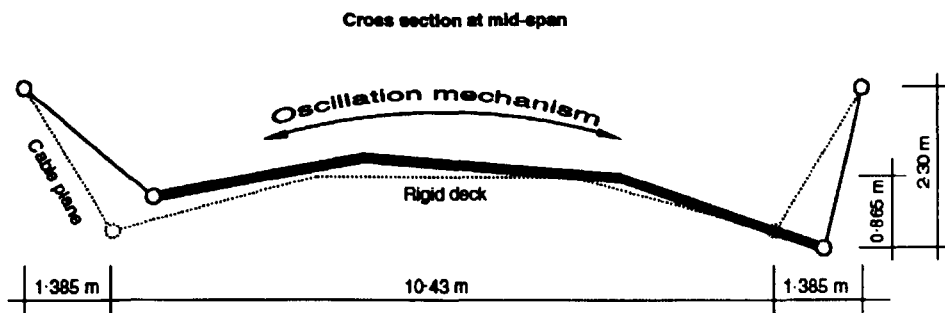 Cross section at mid-span
Oscillation mechanism
Cable plane
Rigid deck
0·865 m
2·30 m
1·385 m
10·43 m
1·385 m